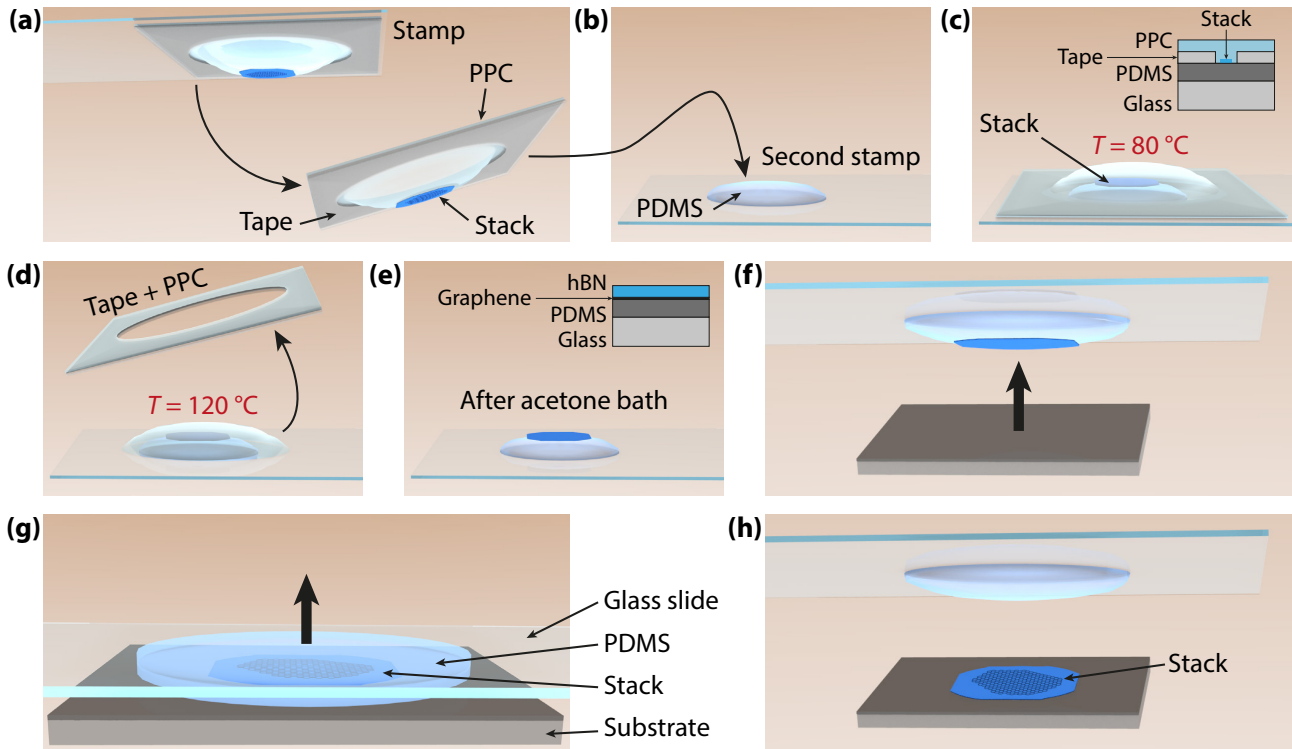 (a)
Stamp
PPC
Tape
Stack
(b)
Second stamp
PDMS
(c)
Stack
PPC
Tape
PDMS
Glass
Stack
T = 80 °C
(d)
Tape + PPC
T = 120 °C
(e)
hBN
Graphene
PDMS
Glass
After acetone bath
(f)
(g)
Glass slide
PDMS
Stack
Substrate
(h)
Stack